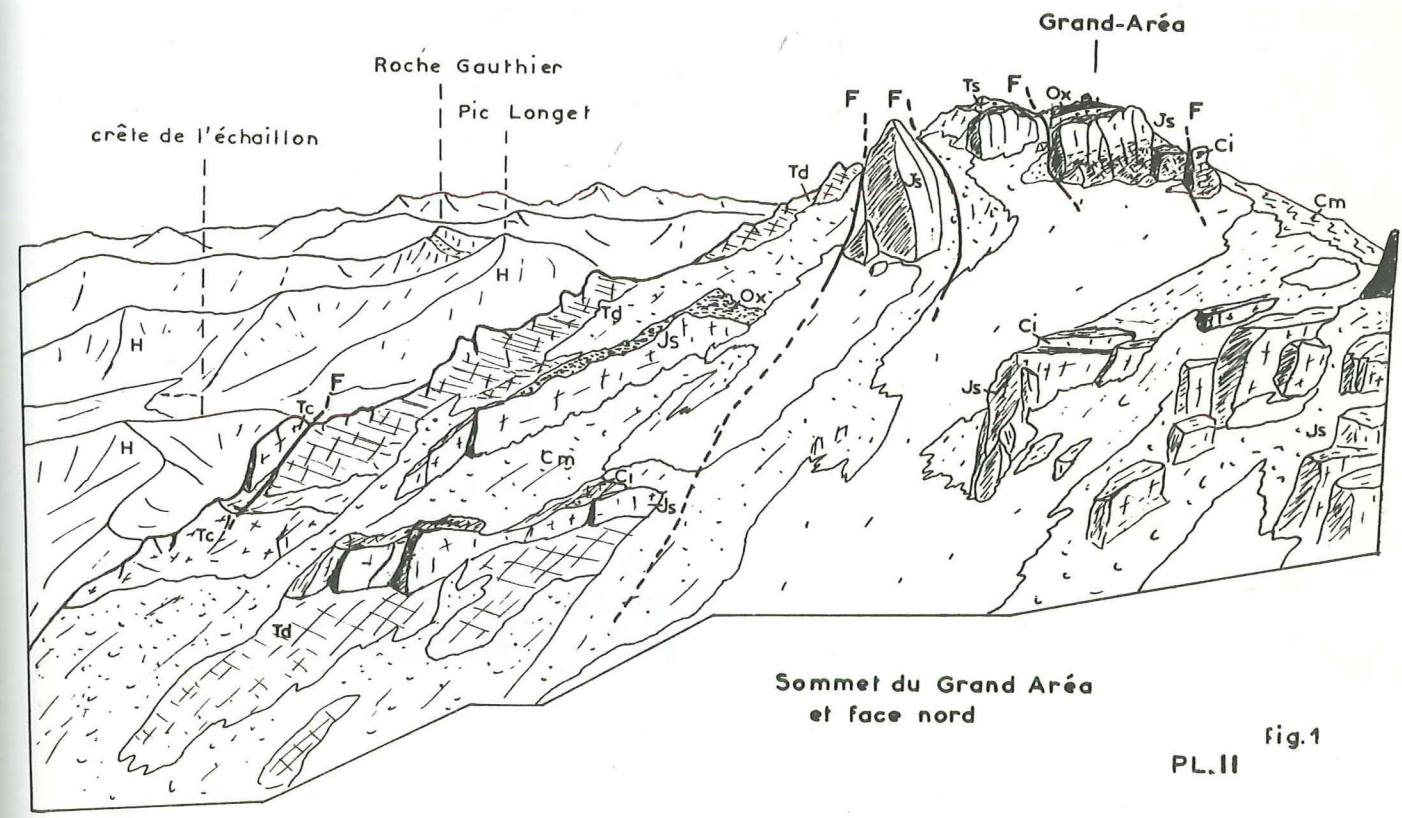 Grand-Aréa
Roche Gauthier
Pic Longet
crête de l'échaillon
F
F
Ts
F
Ox
Js
F
Ci
Td
Js
Cm
H
Td
Ox
Js
Ci
H
F
Tc
Js
H
Cm
Ci
Js
Js
Tc
Td
Sommet du Grand Aréa
et face nord
fig.1
PL.II